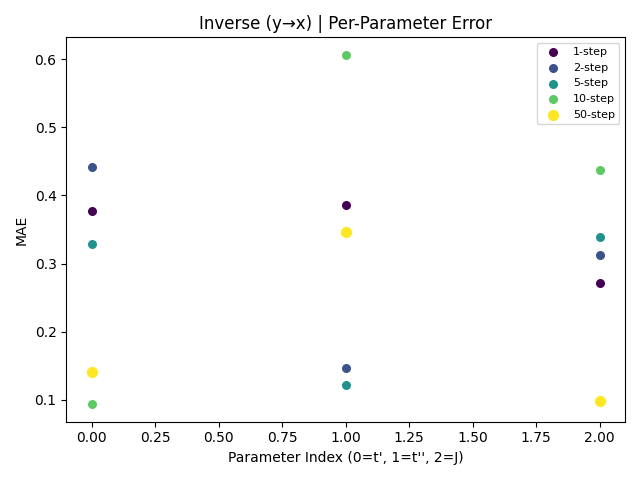 Inverse (y→x) | Per-Parameter Error
1-step
2-step
5-step
10-step
50-step
MAE
0.6
0.5
0.4
0.3
0.2
0.1
0.00
0.25
0.50
0.75
1.00
1.25
1.50
1.75
2.00
Parameter Index (0=t', 1=t'', 2=J)